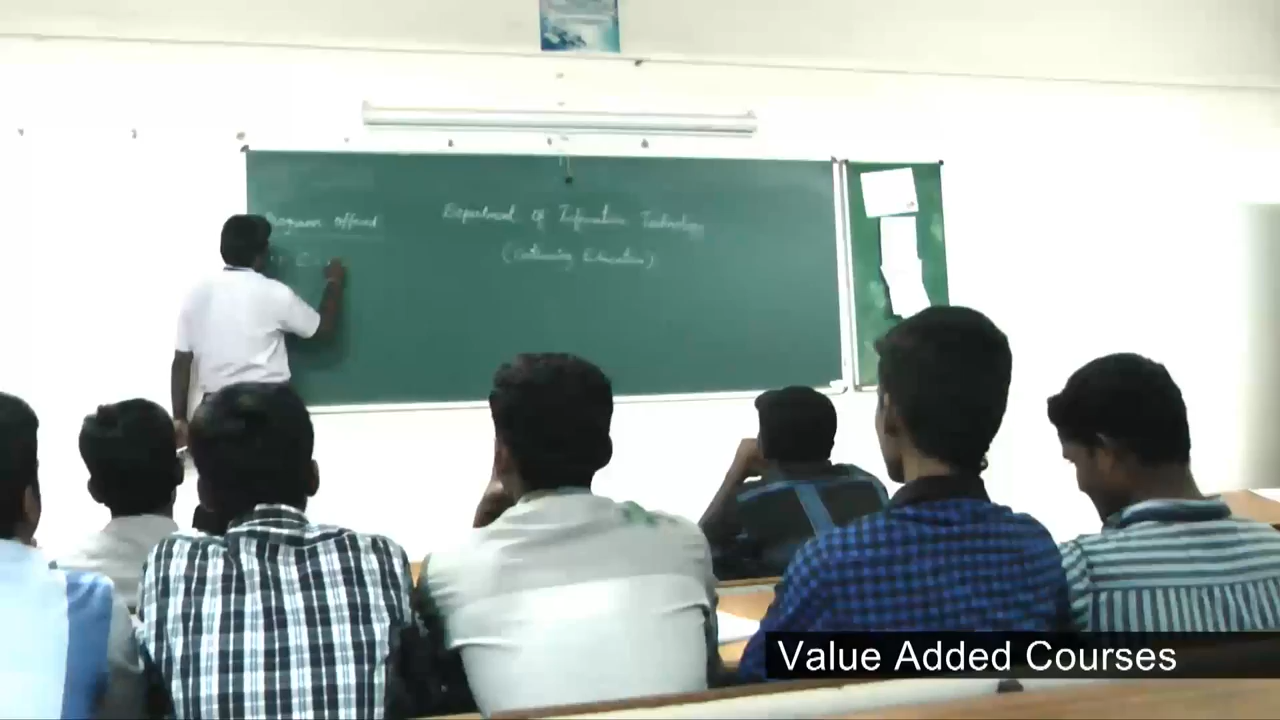 Programs offered
Department of Information Technology
(Continuing Education)
Value Added Courses